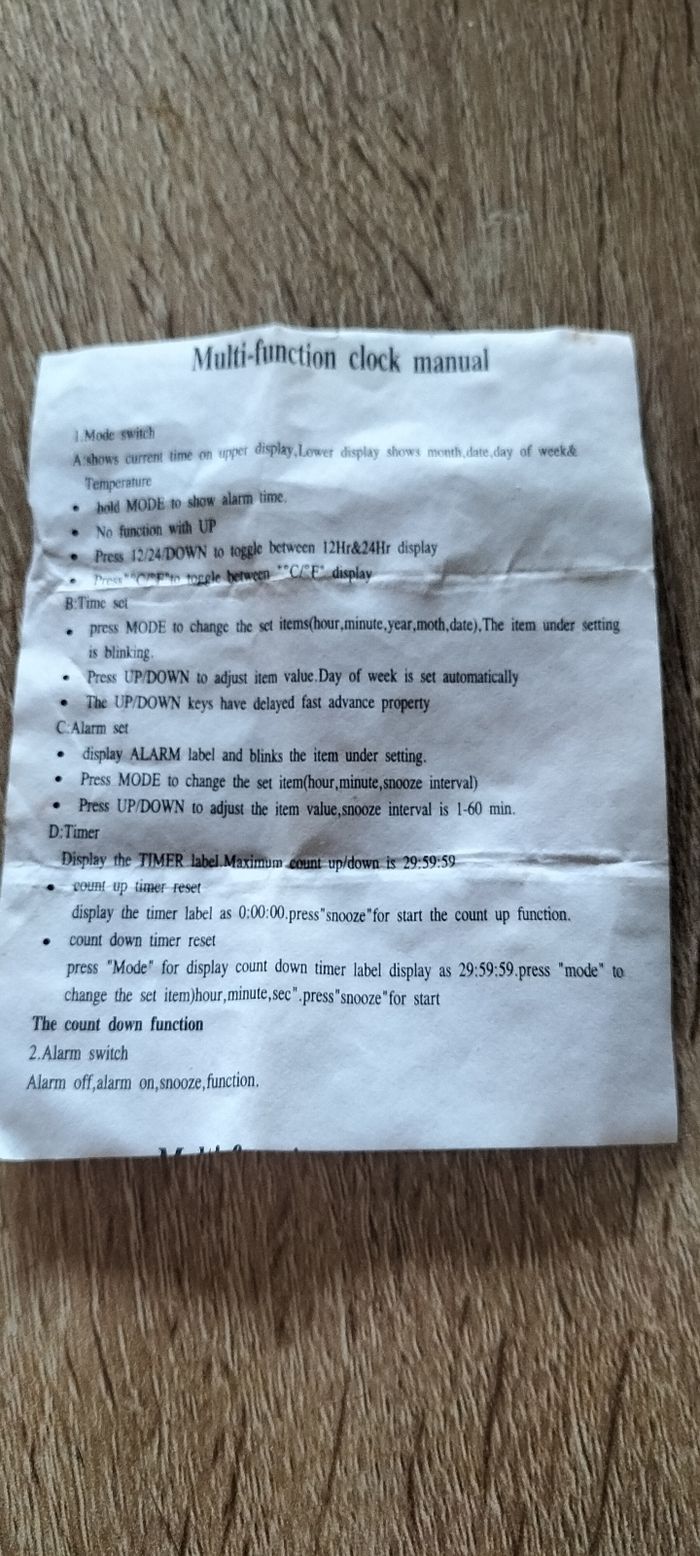 Multi-function clock manual
1.Mode switch
A:shows current time on upper display,Lower display shows month,date,day of week&
Temperature
• hold MODE to show alarm time.
• No function with UP
• Press 12/24/DOWN to toggle between 12Hr&24Hr display
• Press"°C/°F"to toggle between "°C/°F" display
B:Time set
• press MODE to change the set items(hour,minute,year,moth,date),The item under setting
is blinking.
• Press UP/DOWN to adjust item value.Day of week is set automatically
• The UP/DOWN keys have delayed fast advance property
C:Alarm set
• display ALARM label and blinks the item under setting.
• Press MODE to change the set item(hour,minute,snooze interval)
• Press UP/DOWN to adjust the item value,snooze interval is 1-60 min.
D:Timer
Display the TIMER label.Maximum count up/down is 29:59:59
• count up timer reset
display the timer label as 0:00:00.press"snooze"for start the count up function.
• count down timer reset
press "Mode" for display count down timer label display as 29:59:59.press "mode" to
change the set item)hour,minute,sec".press"snooze"for start
The count down function
2.Alarm switch
Alarm off,alarm on,snooze,function.